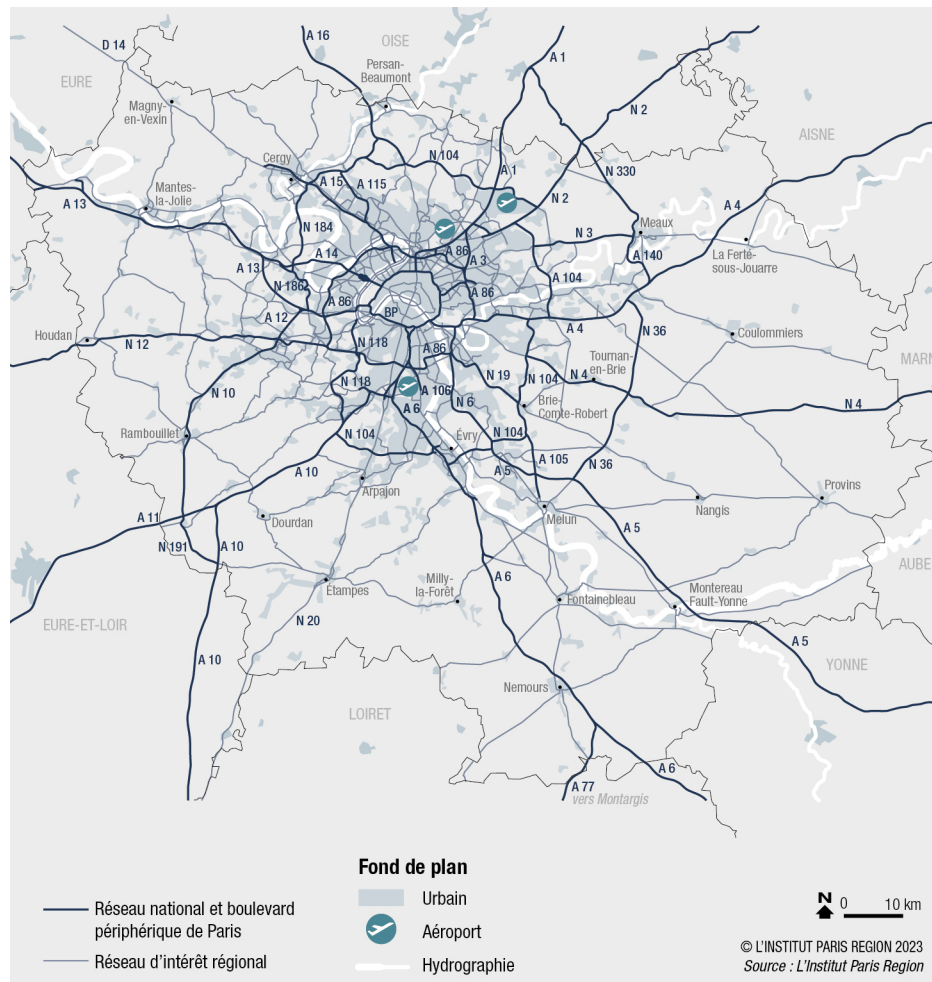 A 16
OISE
D 14
A 1
Persan-
Beaumont
EURE
Magny-
en-Vexin
N 2
AISNE
Cergy
N 104
A 1
N 330
A 15
A 115
N 2
A 4
A 13
Mantes-
la-Jolie
Meaux
N 184
N 3
A 14
A 86
A 140
La Ferté-
sous-Jouarre
A 13
A 3
A 104
N 186
A 86
A 86
BP
A 12
A 4
N 36
Coulommiers
Houdan
N 12
N 118
A 86
Tournan-
en-Brie
MARN
N 118
A 106
N 19
N 104
N 4
N 10
A 6
N 6
Brie-
Comte-Robert
N 4
Rambouillet
N 104
Évry
N 104
A 10
A 5
A 105
N 36
Arpajon
Provins
Nangis
A 11
Dourdan
Melun
A 5
N 191
A 10
A 6
AUBE
Étampes
Milly-
la-Forêt
Fontainebleau
Montereau
Fault-Yonne
EURE-ET-LOIR
N 20
A 5
A 10
YONNE
Nemours
LOIRET
A 6
A 77
vers Montargis
Fond de plan
Réseau national et boulevard
périphérique de Paris
Réseau d'intérêt régional
Urbain
Aéroport
Hydrographie
N
0 10 km
© L'INSTITUT PARIS REGION 2023
Source : L'Institut Paris Region